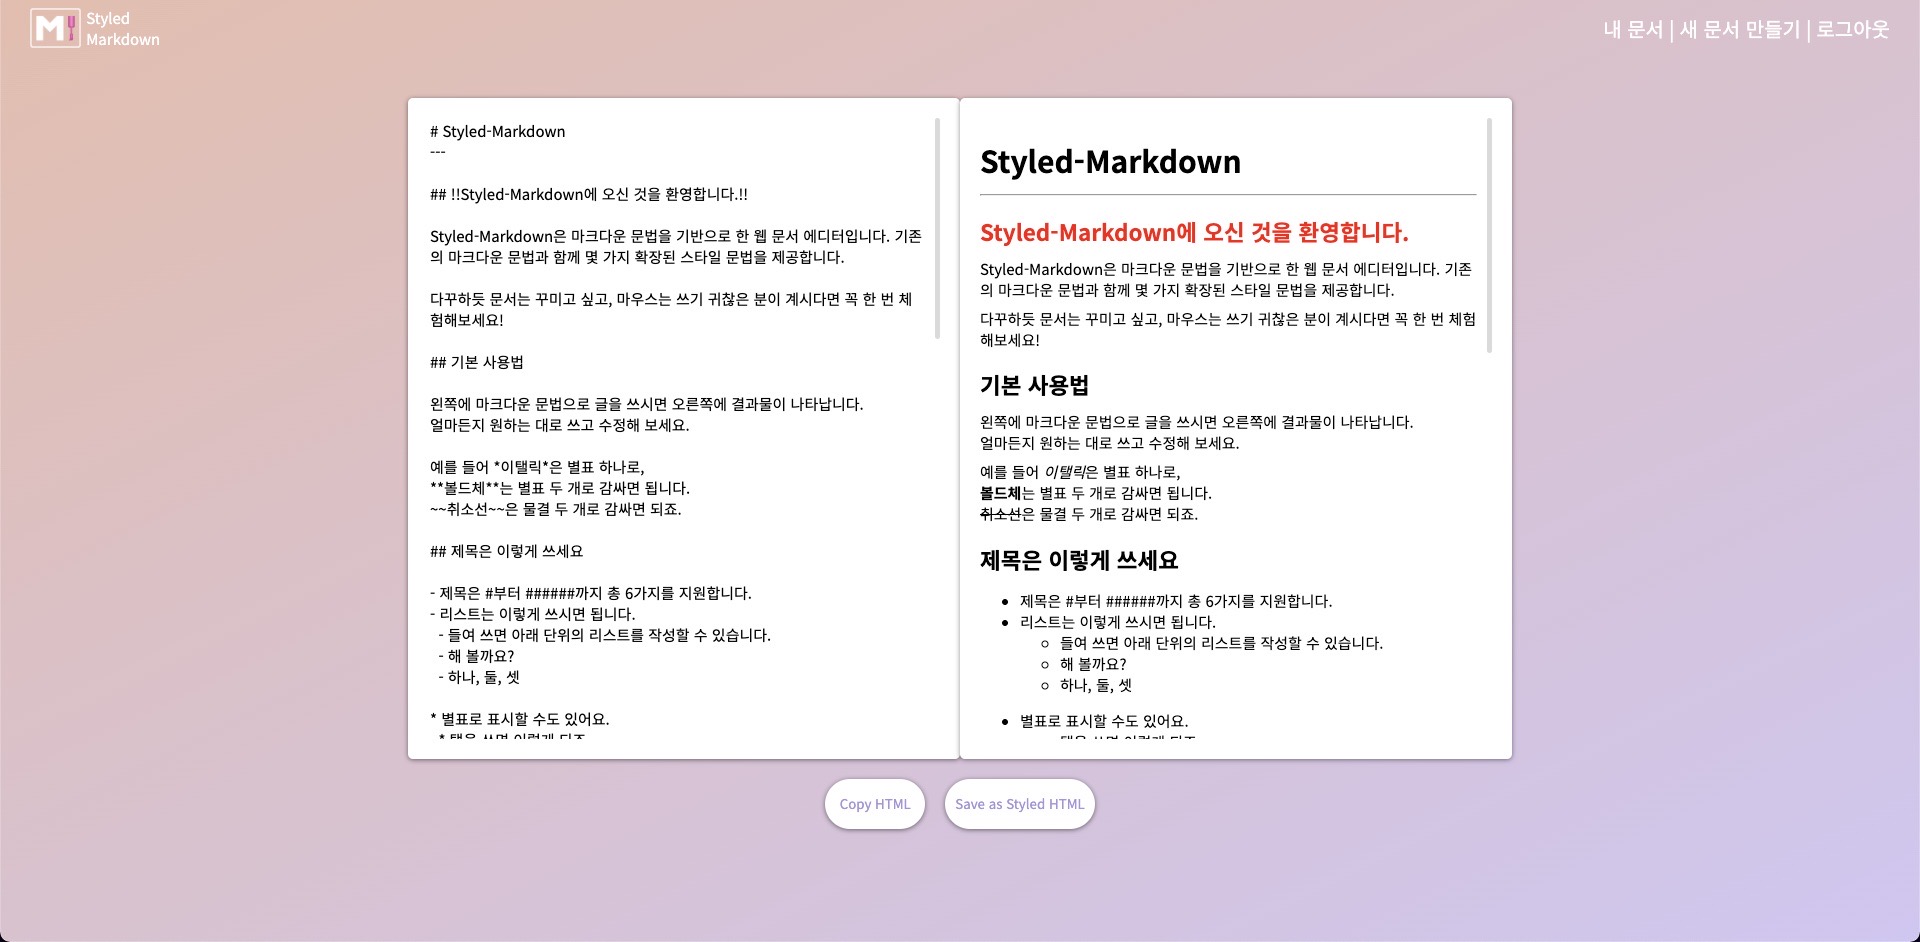 Styled
Markdown
내 문서 | 새 문서 만들기 | 로그아웃
# Styled-Markdown
---
## !!Styled-Markdown에 오신 것을 환영합니다.!!
Styled-Markdown은 마크다운 문법을 기반으로 한 웹 문서 에디터입니다. 기존
의 마크다운 문법과 함께 몇 가지 확장된 스타일 문법을 제공합니다.
다꾸하듯 문서는 꾸미고 싶고, 마우스는 쓰기 귀찮은 분이 계시다면 꼭 한 번 체
험해보세요!
## 기본 사용법
왼쪽에 마크다운 문법으로 글을 쓰시면 오른쪽에 결과물이 나타납니다.
얼마든지 원하는 대로 쓰고 수정해 보세요.
예를 들어 *이탤릭*은 별표 하나로,
**볼드체**는 별표 두 개로 감싸면 됩니다.
~~취소선~~은 물결 두 개로 감싸면 되죠.
## 제목은 이렇게 쓰세요
- 제목은 #부터 ######까지 총 6가지를 지원합니다.
- 리스트는 이렇게 쓰시면 됩니다.
- 들여 쓰면 아래 단위의 리스트를 작성할 수 있습니다.
- 해 볼까요?
- 하나, 둘, 셋
* 별표로 표시할 수도 있어요.
* 탭을 쓰면 이렇게 되죠
Styled-Markdown
Styled-Markdown에 오신 것을 환영합니다.
Styled-Markdown은 마크다운 문법을 기반으로 한 웹 문서 에디터입니다. 기존
의 마크다운 문법과 함께 몇 가지 확장된 스타일 문법을 제공합니다.
다꾸하듯 문서는 꾸미고 싶고, 마우스는 쓰기 귀찮은 분이 계시다면 꼭 한 번 체험
해보세요!
기본 사용법
왼쪽에 마크다운 문법으로 글을 쓰시면 오른쪽에 결과물이 나타납니다.
얼마든지 원하는 대로 쓰고 수정해 보세요.
예를 들어 이탤릭은 별표 하나로,
볼드체는 별표 두 개로 감싸면 됩니다.
취소선은 물결 두 개로 감싸면 되죠.
제목은 이렇게 쓰세요
• 제목은 #부터 ######까지 총 6가지를 지원합니다.
• 리스트는 이렇게 쓰시면 됩니다.
◦ 들여 쓰면 아래 단위의 리스트를 작성할 수 있습니다.
◦ 해 볼까요?
◦ 하나, 둘, 셋
• 별표로 표시할 수도 있어요.
탭을 쓰면 이렇게 되죠
Copy HTML
Save as Styled HTML